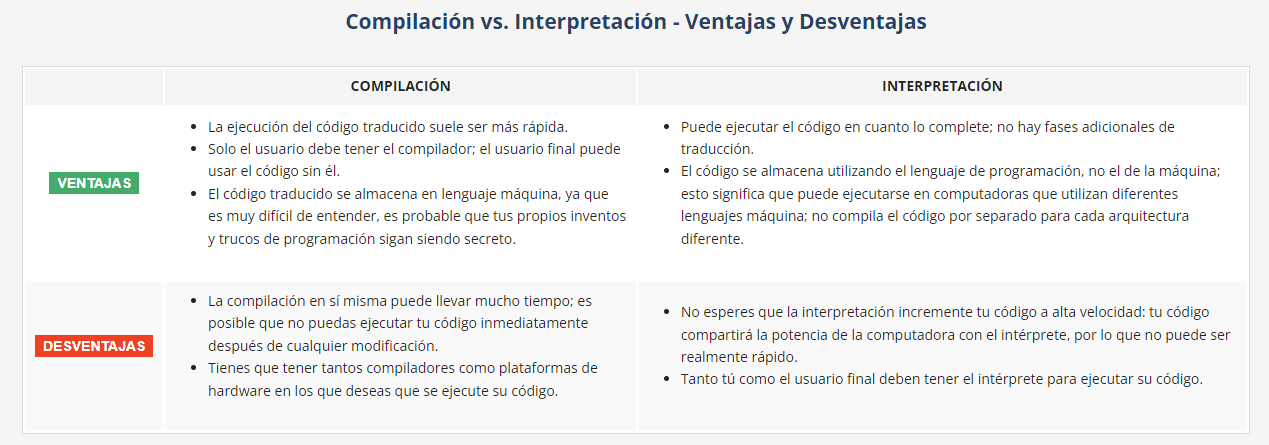 Compilación vs. Interpretación - Ventajas y Desventajas
COMPILACIÓN
INTERPRETACIÓN
VENTAJAS
La ejecución del código traducido suele ser más rápida.
Solo el usuario debe tener el compilador; el usuario final puede
usar el código sin él.
El código traducido se almacena en lenguaje máquina, ya que
es muy difícil de entender, es probable que tus propios inventos
y trucos de programación sigan siendo secreto.
Puede ejecutar el código en cuanto lo complete; no hay fases adicionales de
traducción.
El código se almacena utilizando el lenguaje de programación, no el de la máquina;
esto significa que puede ejecutarse en computadoras que utilizan diferentes
lenguajes máquina; no compila el código por separado para cada arquitectura
diferente.
DESVENTAJAS
La compilación en sí misma puede llevar mucho tiempo; es
posible que no puedas ejecutar tu código inmediatamente
después de cualquier modificación.
Tienes que tener tantos compiladores como plataformas de
hardware en los que deseas que se ejecute su código.
No esperes que la interpretación incremente tu código a alta velocidad: tu código
compartirá la potencia de la computadora con el intérprete, por lo que no puede ser
realmente rápido.
Tanto tú como el usuario final deben tener el intérprete para ejecutar su código.